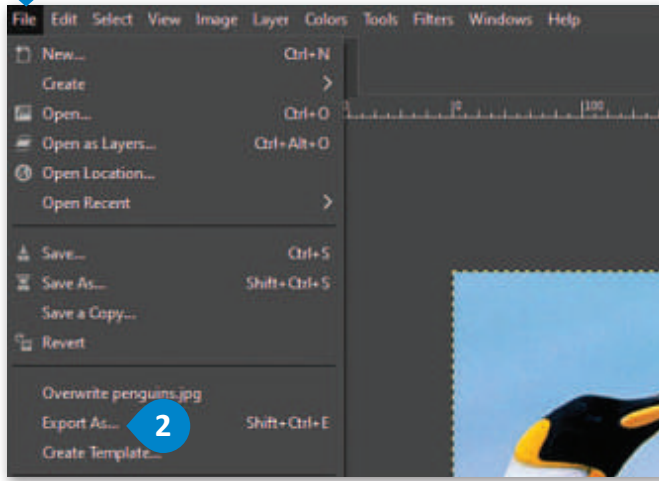 File Edit Select View Image Layer Colors Tools Filters Windows Help
New... Ctrl+N
Create >
Open... Ctrl+O
0 100
Open as Layers... Ctrl+Alt+O
Open Location...
Open Recent >
Save... Ctrl+S
Save As... Shift+Ctrl+S
Save a Copy...
Revert
Overwrite penguins.jpg
Export As... 2 Shift+Ctrl+E
Create Template...